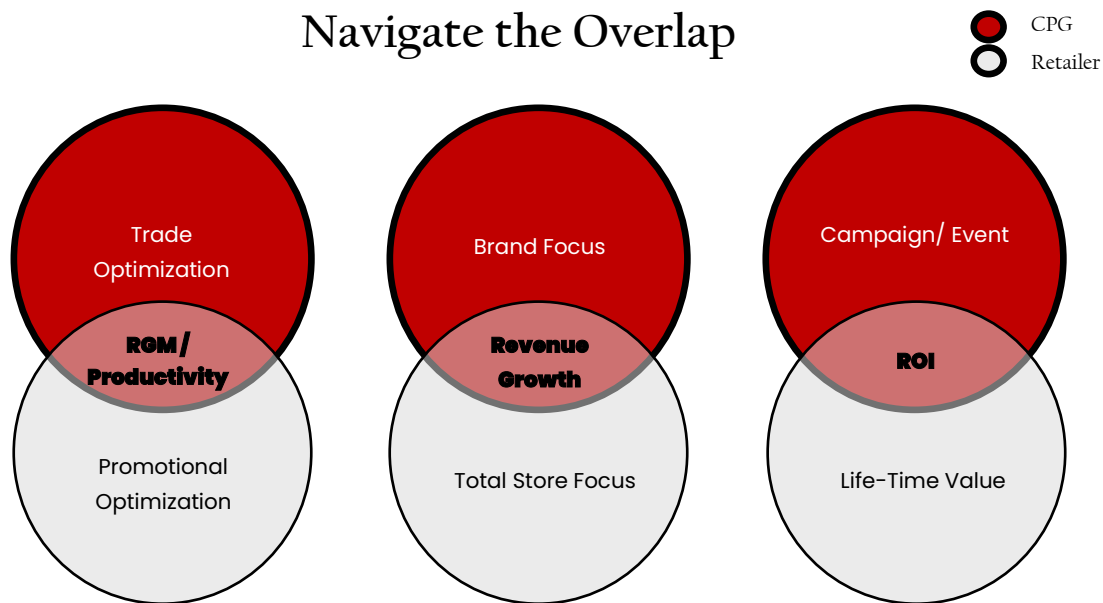 Navigate the Overlap
CPG
Retailer
Trade
Optimization
RGM/
Productivity
Promotional
Optimization
Brand Focus
Revenue
Growth
Total Store Focus
Campaign/ Event
ROI
Life-Time Value